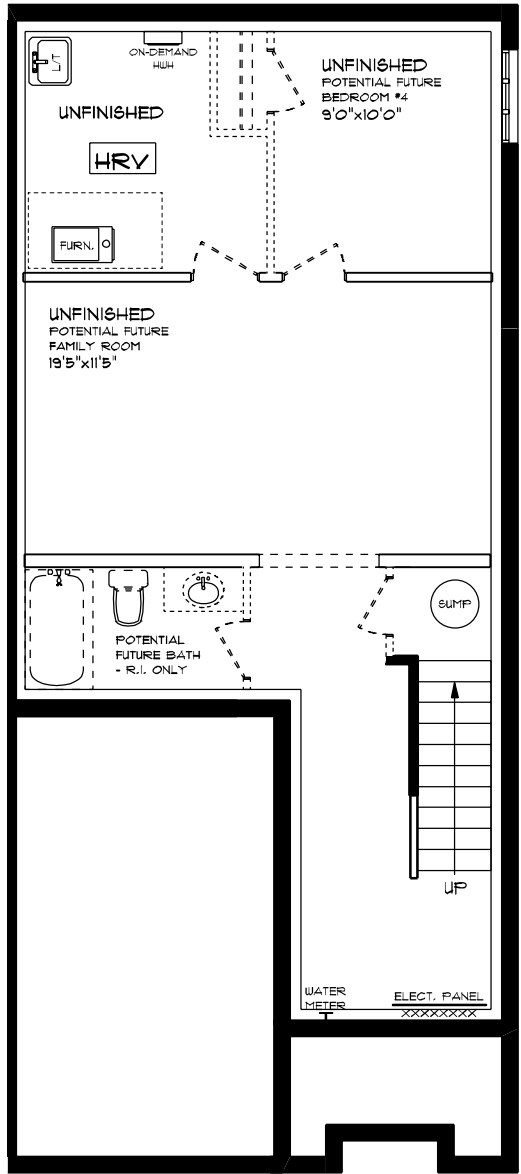 L/T
ON-DEMAND
HWH
UNFINISHED
POTENTIAL FUTURE
BEDROOM #4
9'0"x10'0"
UNFINISHED
HRV
FURN.
UNFINISHED
POTENTIAL FUTURE
FAMILY ROOM
19'5"x11'5"
SUMP
POTENTIAL
FUTURE BATH
- R.I. ONLY
UP
WATER
METER
ELECT. PANEL